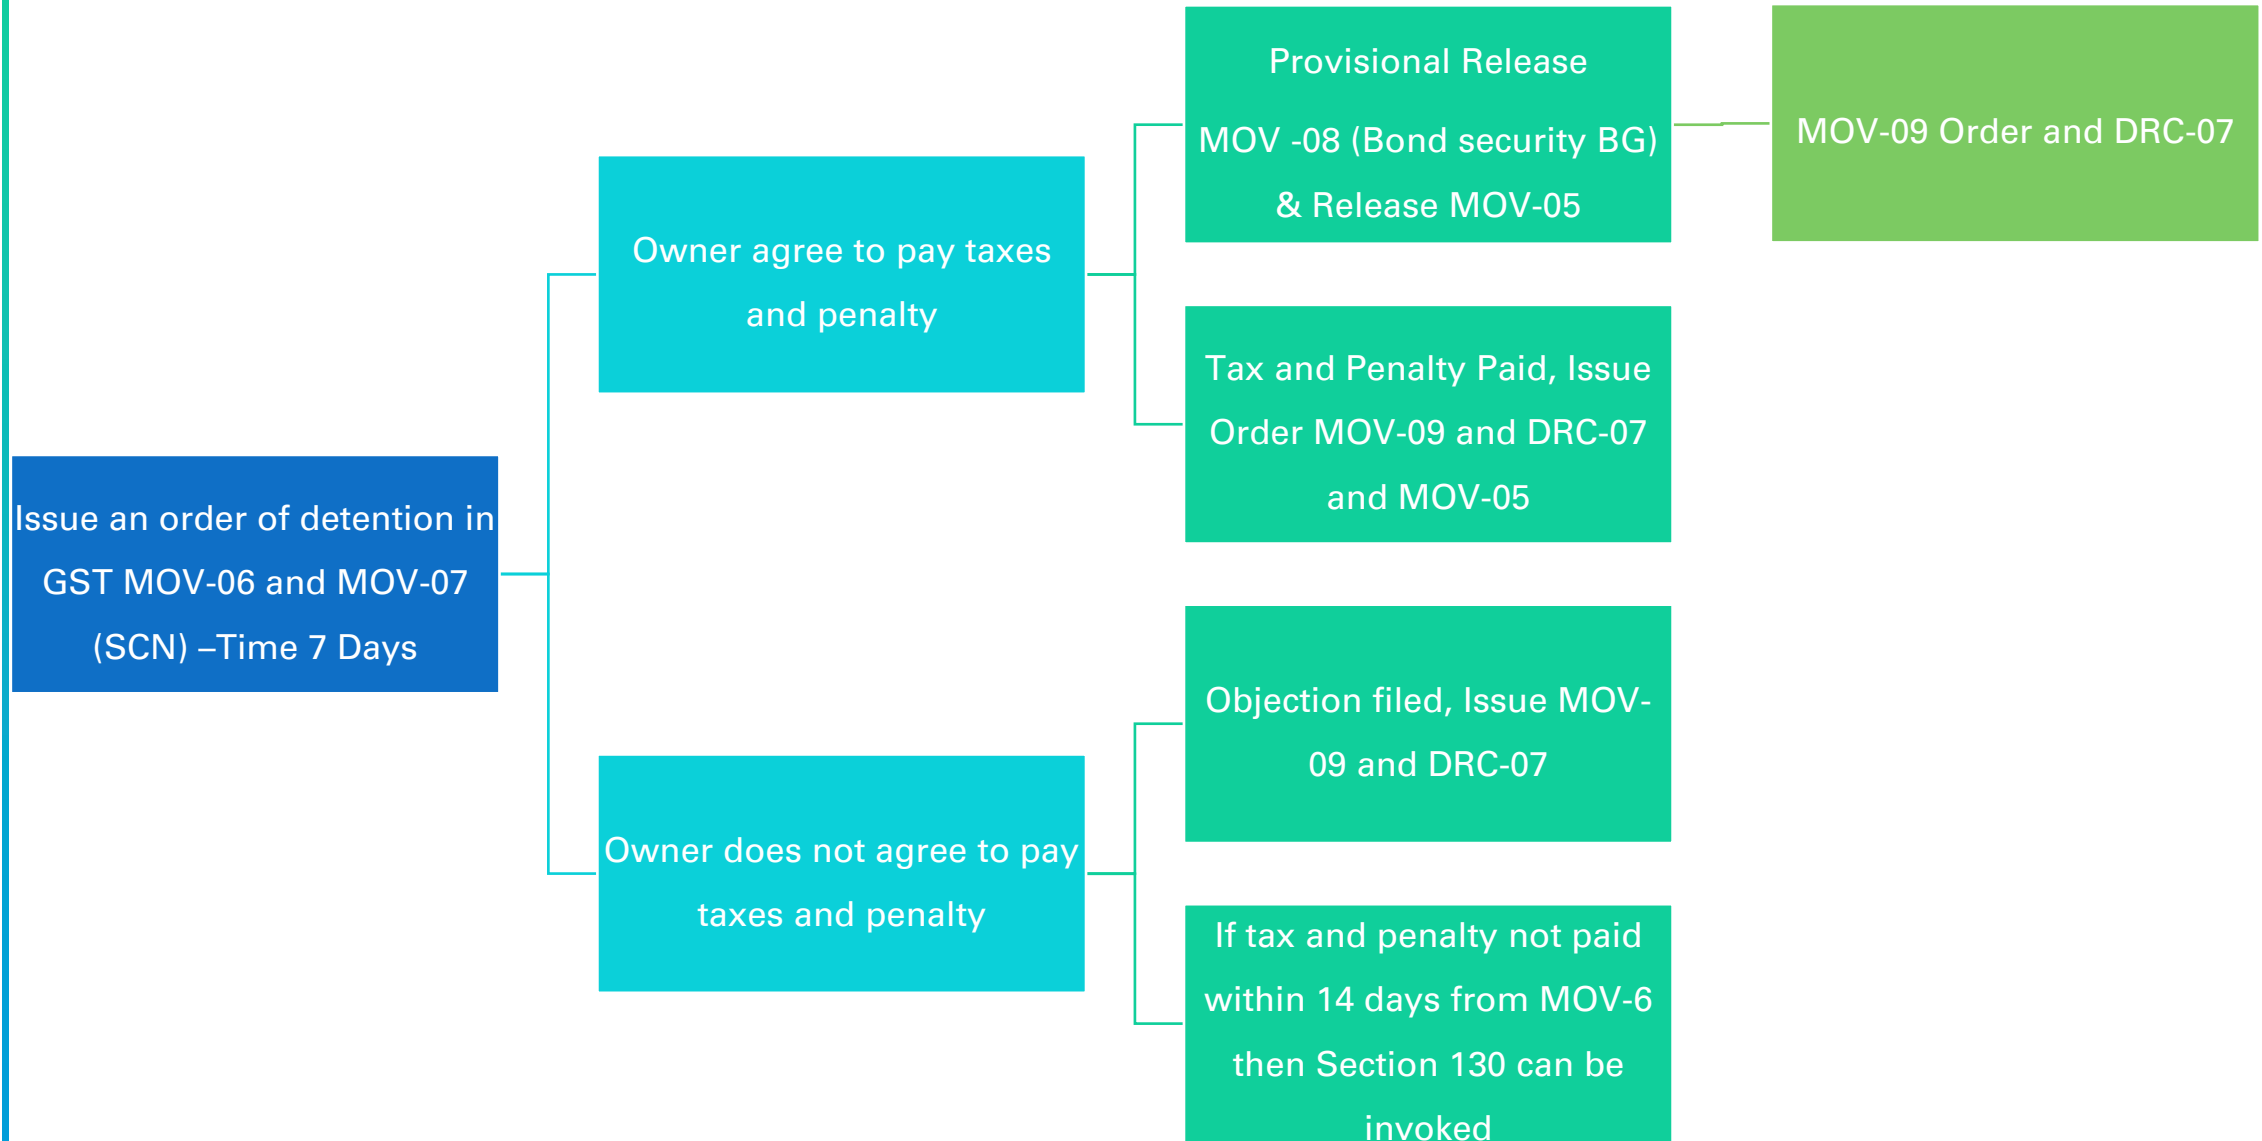 Issue an order of detention in
GST MOV-06 and MOV-07
(SCN) –Time 7 Days
Owner agree to pay taxes
and penalty
Provisional Release
MOV -08 (Bond security BG)
& Release MOV-05
MOV-09 Order and DRC-07
Tax and Penalty Paid, Issue
Order MOV-09 and DRC-07
and MOV-05
Owner does not agree to pay
taxes and penalty
Objection filed, Issue MOV-
09 and DRC-07
If tax and penalty not paid
within 14 days from MOV-6
then Section 130 can be
invoked